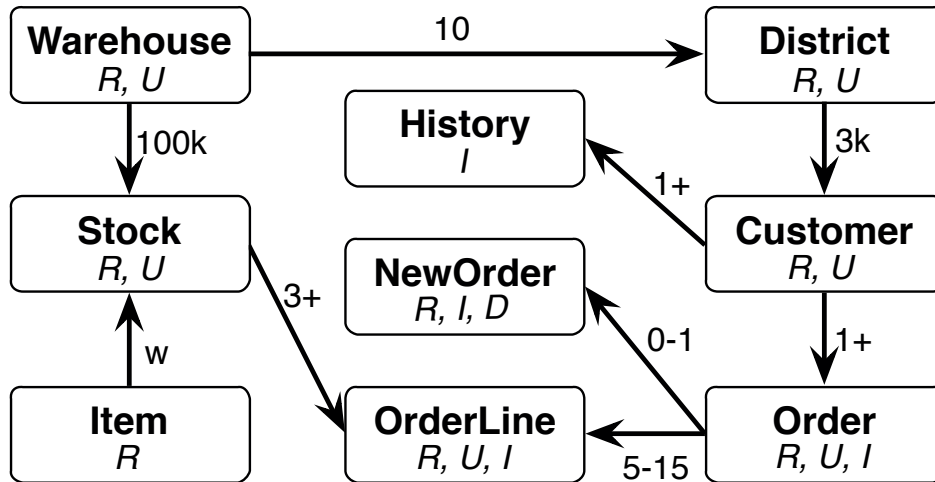 Warehouse
R, U
10
District
R, U
100k
History
I
3k
1+
Stock
R, U
Customer
R, U
NewOrder
R, I, D
3+
0-1
1+
w
Item
R
OrderLine
R, U, I
5-15
Order
R, U, I